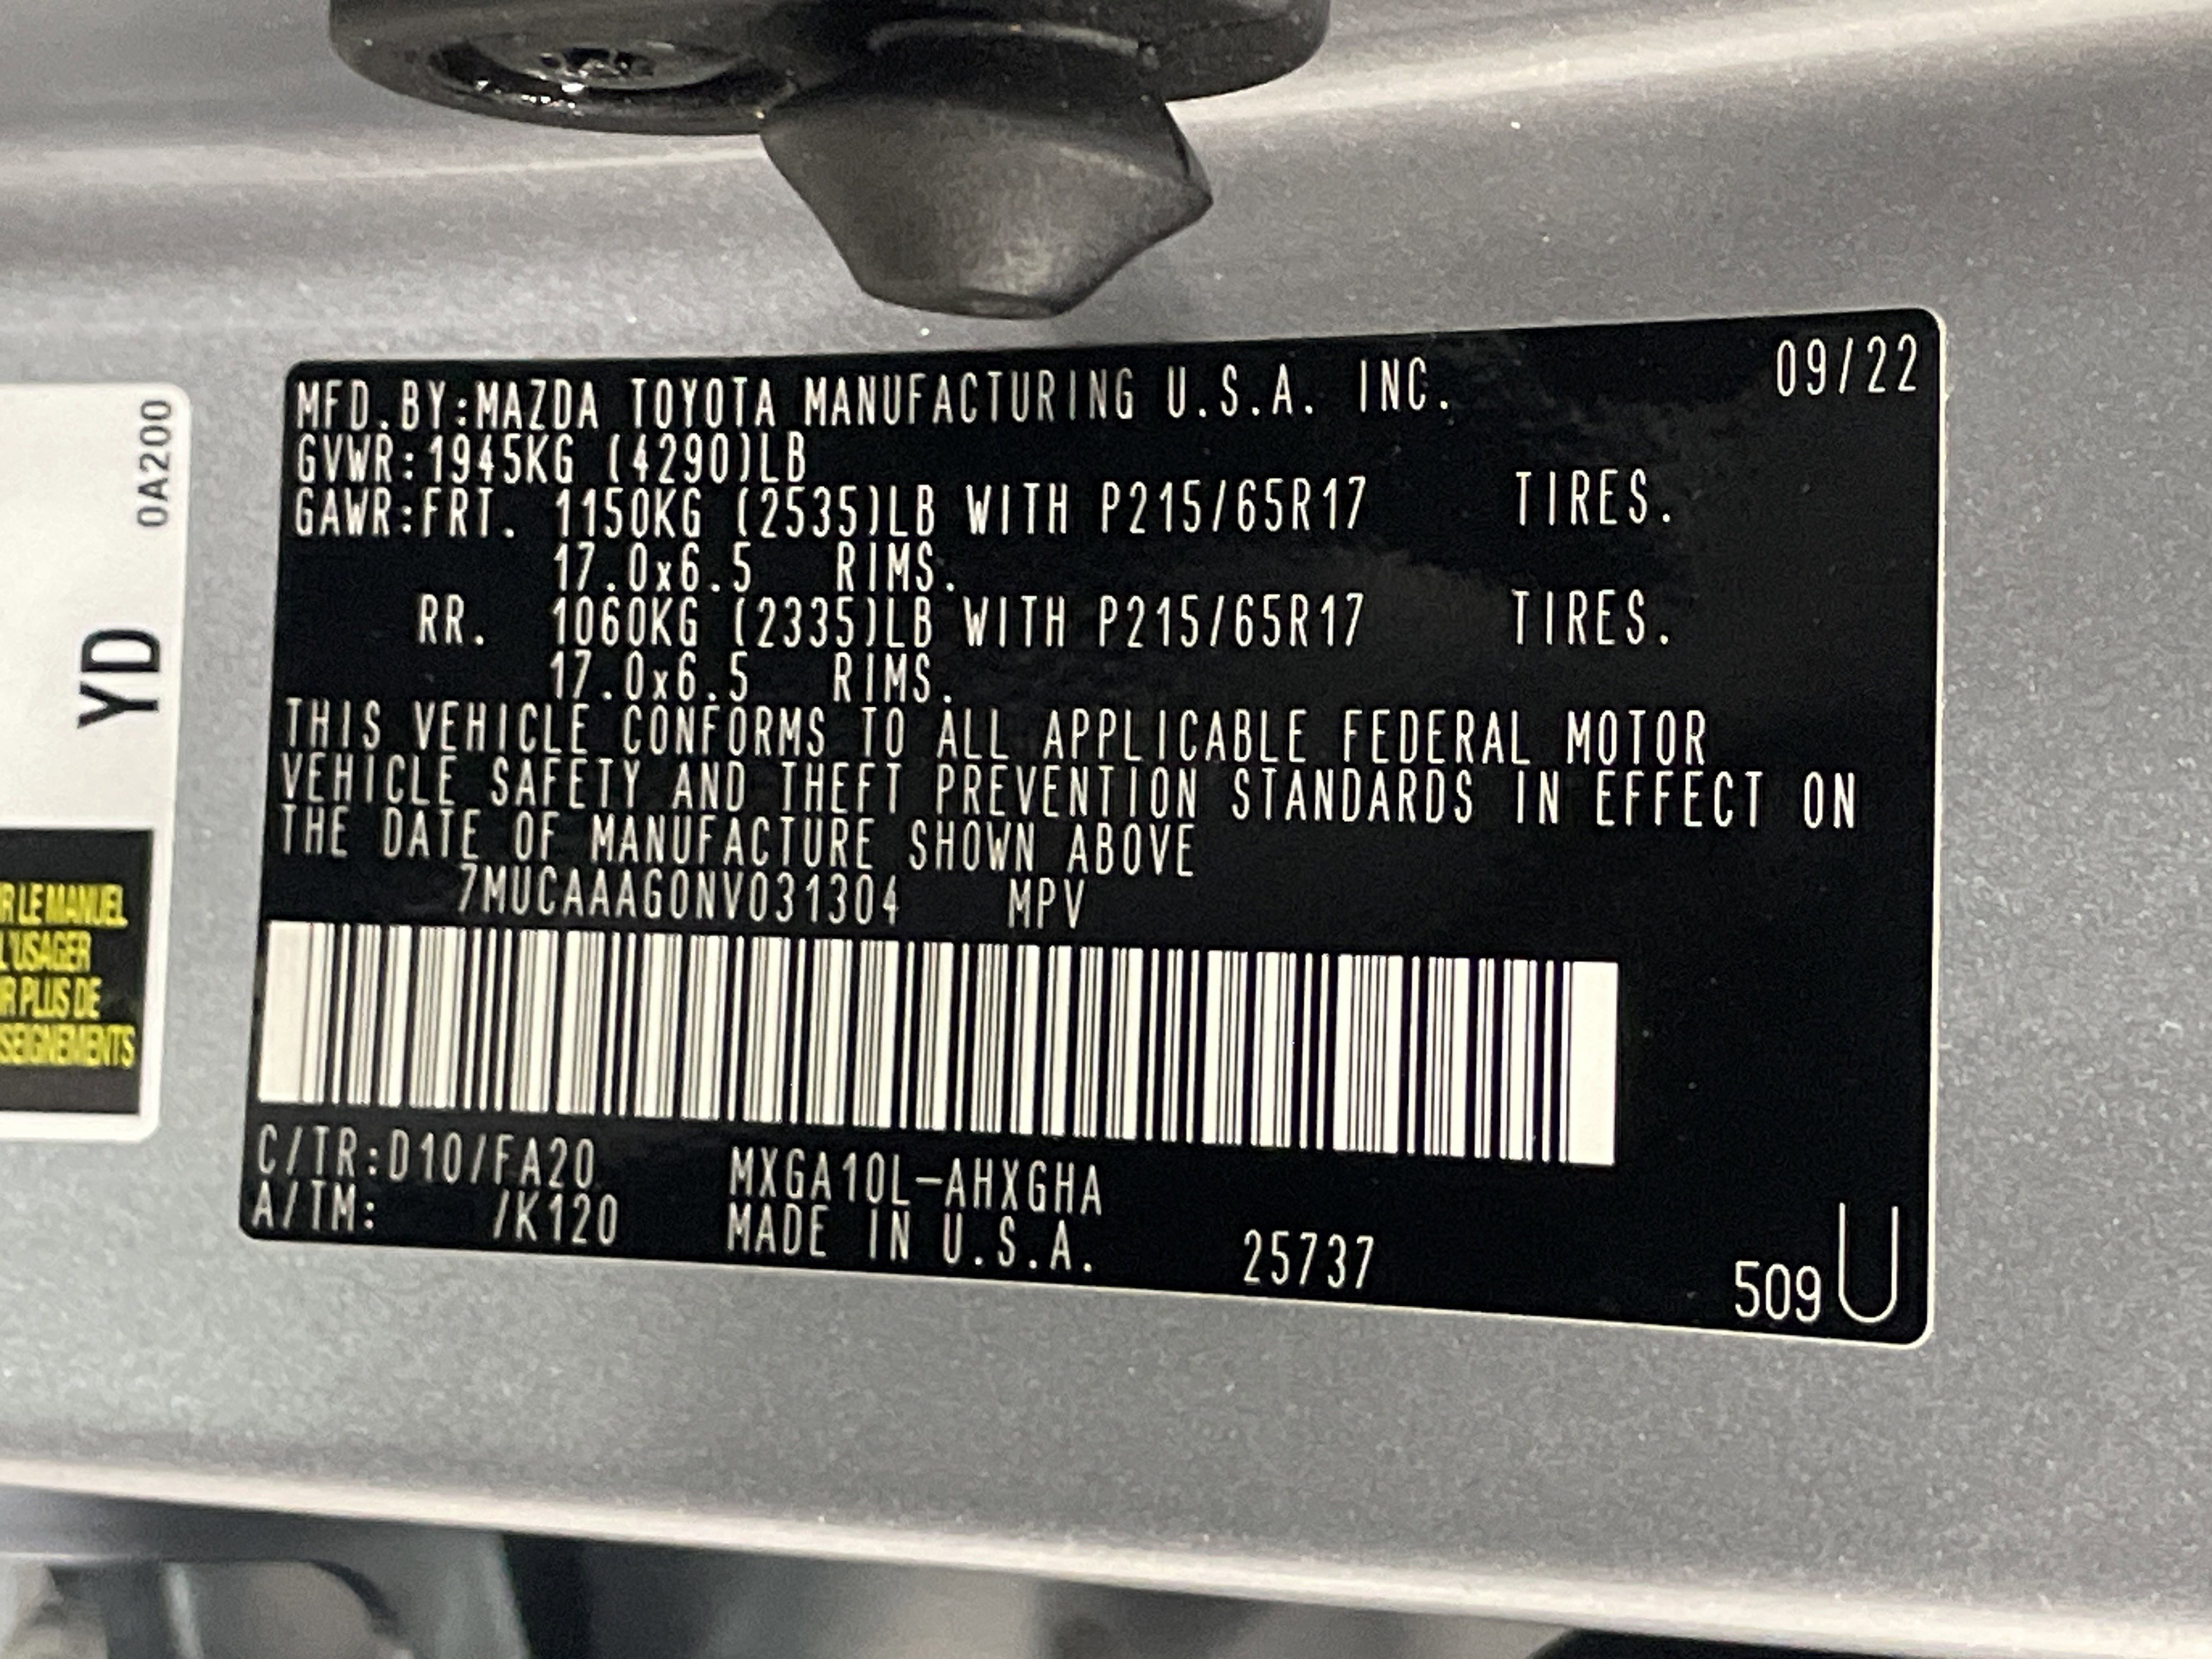 0A200
YD
R LE MANUEL
L'USAGER
R PLUS DE
SEIGNEMENTS
MFD.BY:MAZDA TOYOTA MANUFACTURING U.S.A. INC. 09/22
GVWR:1945KG (4290)LB
GAWR:FRT. 1150KG (2535)LB WITH P215/65R17 TIRES.
17.0x6.5 RIMS.
RR. 1060KG (2335)LB WITH P215/65R17 TIRES.
17.0x6.5 RIMS.
THIS VEHICLE CONFORMS TO ALL APPLICABLE FEDERAL MOTOR
VEHICLE SAFETY AND THEFT PREVENTION STANDARDS IN EFFECT ON
THE DATE OF MANUFACTURE SHOWN ABOVE
7MUCAAAG0NV031304 MPV
C/TR:D10/FA20 MXGA10L-AHXGHA
A/TM: /K120 MADE IN U.S.A. 25737
509 U